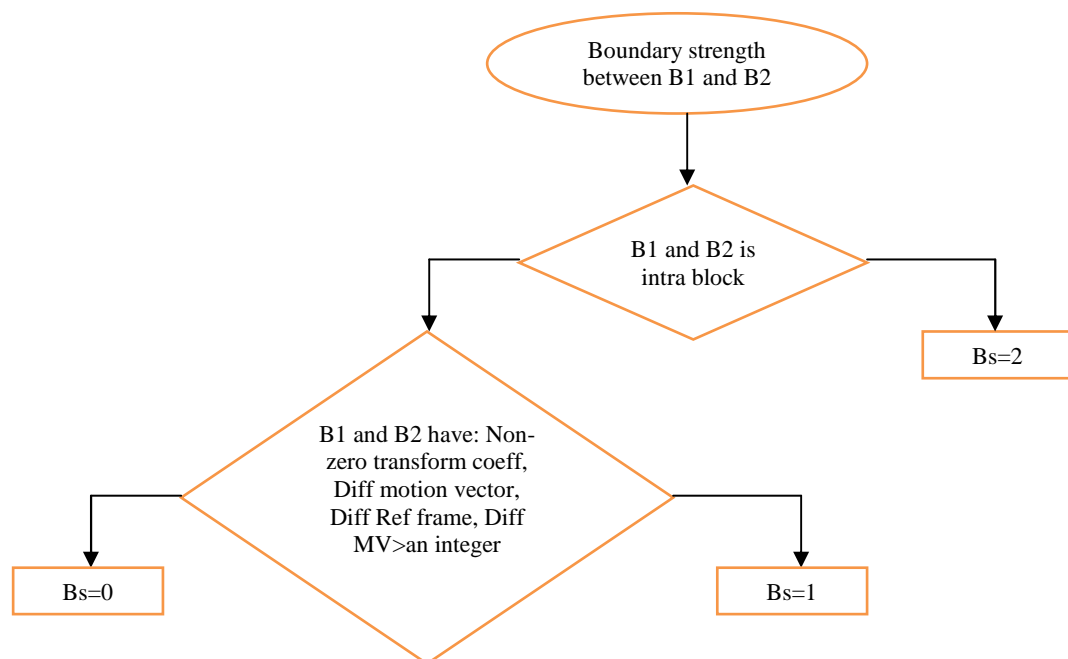 Boundary strength
between B1 and B2
B1 and B2 is
intra block
Bs=2
B1 and B2 have: Non-
zero transform coeff,
Diff motion vector,
Diff Ref frame, Diff
MV>an integer
Bs=0
Bs=1